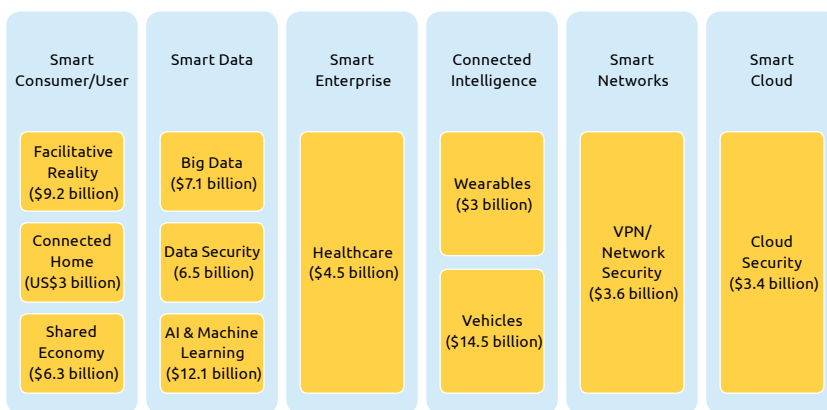 Smart
Consumer/User
Facilitative
Reality
($9.2 billion)
Connected
Home
(US$3 billion)
Shared
Economy
($6.3 billion)
Smart Data
Big Data
($7.1 billion)
Data Security
(6.5 billion)
AI & Machine
Learning
($12.1 billion)
Smart
Enterprise
Healthcare
($4.5 billion)
Connected
Intelligence
Wearables
($3 billion)
Vehicles
($14.5 billion)
Smart
Networks
VPN/
Network
Security
($3.6 billion)
Smart
Cloud
Cloud
Security
($3.4 billion)